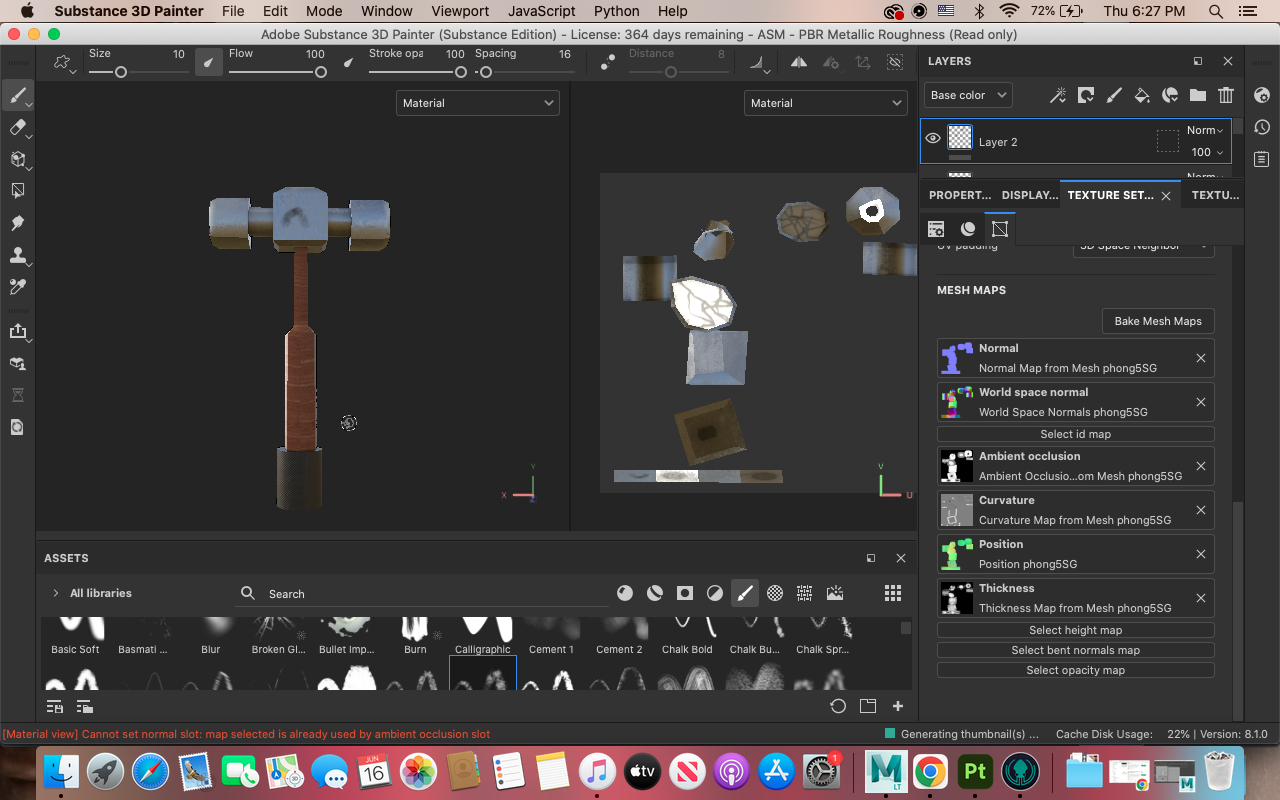 Substance 3D Painter File Edit Mode Window Viewport JavaScript Python Help 72% Thu 6:27 PM
Adobe Substance 3D Painter (Substance Edition) - License: 364 days remaining - ASM - PBR Metallic Roughness (Read only)
Size 10 Flow 100 Stroke opa 100 Spacing 16 Distance 8
Material
Material
LAYERS
Base color
Layer 2
Norm
100
PROPERT... DISPLAY... TEXTURE SET... TEXTU...
UV padding 3D Space Neighbor
MESH MAPS
Bake Mesh Maps
Normal
Normal Map from Mesh phong5SG
World space normal
World Space Normals phong5SG
Select id map
Ambient occlusion
Ambient Occlusio...om Mesh phong5SG
Curvature
Curvature Map from Mesh phong5SG
Position
Position phong5SG
Thickness
Thickness Map from Mesh phong5SG
Select height map
Select bent normals map
Select opacity map
Y
X
Z
V
U
ASSETS
All libraries
Search
Basic Soft Basmati ... Blur Broken Gl... Bullet Imp... Burn Calligraphic Cement 1 Cement 2 Chalk Bold Chalk Bu... Chalk Spr...
[Material view] Cannot set normal slot: map selected is already used by ambient occlusion slot
Generating thumbnail(s) ... Cache Disk Usage: 22% | Version: 8.1.0
JUN
16
tv
1
M
LT
Pt
M